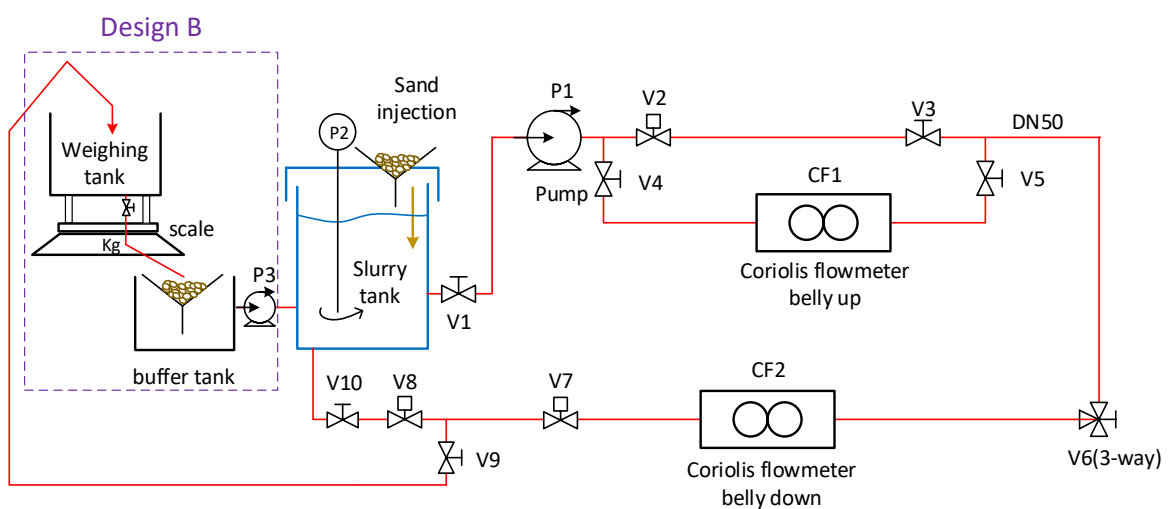 Design B
Weighing
tank
scale
Kg
buffer tank
P3
P2
Sand
injection
Slurry
tank
V1
P1
Pump
V2
V3
DN50
V4
V5
CF1
Coriolis flowmeter
belly up
V10
V8
V7
V9
CF2
Coriolis flowmeter
belly down
V6(3-way)